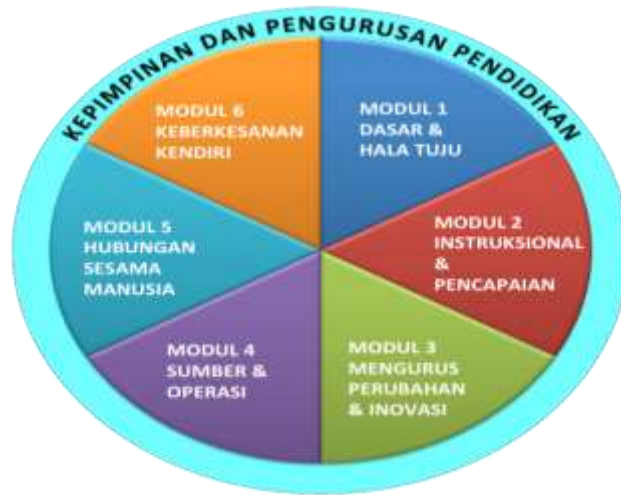 KEPIMPINAN DAN PENGURUSAN PENDIDIKAN
MODUL 1
DASAR &
HALA TUJU
MODUL 2
INSTRUKSIONAL
&
PENCAPAIAN
MODUL 3
MENGURUS
PERUBAHAN
& INOVASI
MODUL 4
SUMBER &
OPERASI
MODUL 5
HUBUNGAN
SESAMA
MANUSIA
MODUL 6
KEBERKESANAN
KENDIRI